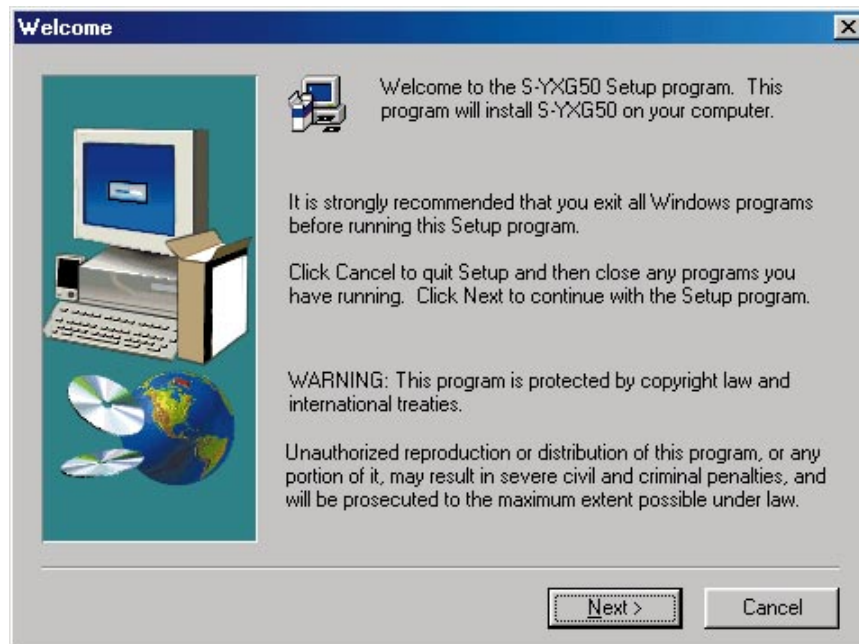 Welcome
Welcome to the S-YXG50 Setup program.  This
program will install S-YXG50 on your computer.
It is strongly recommended that you exit all Windows programs
before running this Setup program.
Click Cancel to quit Setup and then close any programs you
have running.  Click Next to continue with the Setup program.
WARNING: This program is protected by copyright law and
international treaties.
Unauthorized reproduction or distribution of this program, or any
portion of it, may result in severe civil and criminal penalties, and
will be prosecuted to the maximum extent possible under law.
Next >
Cancel